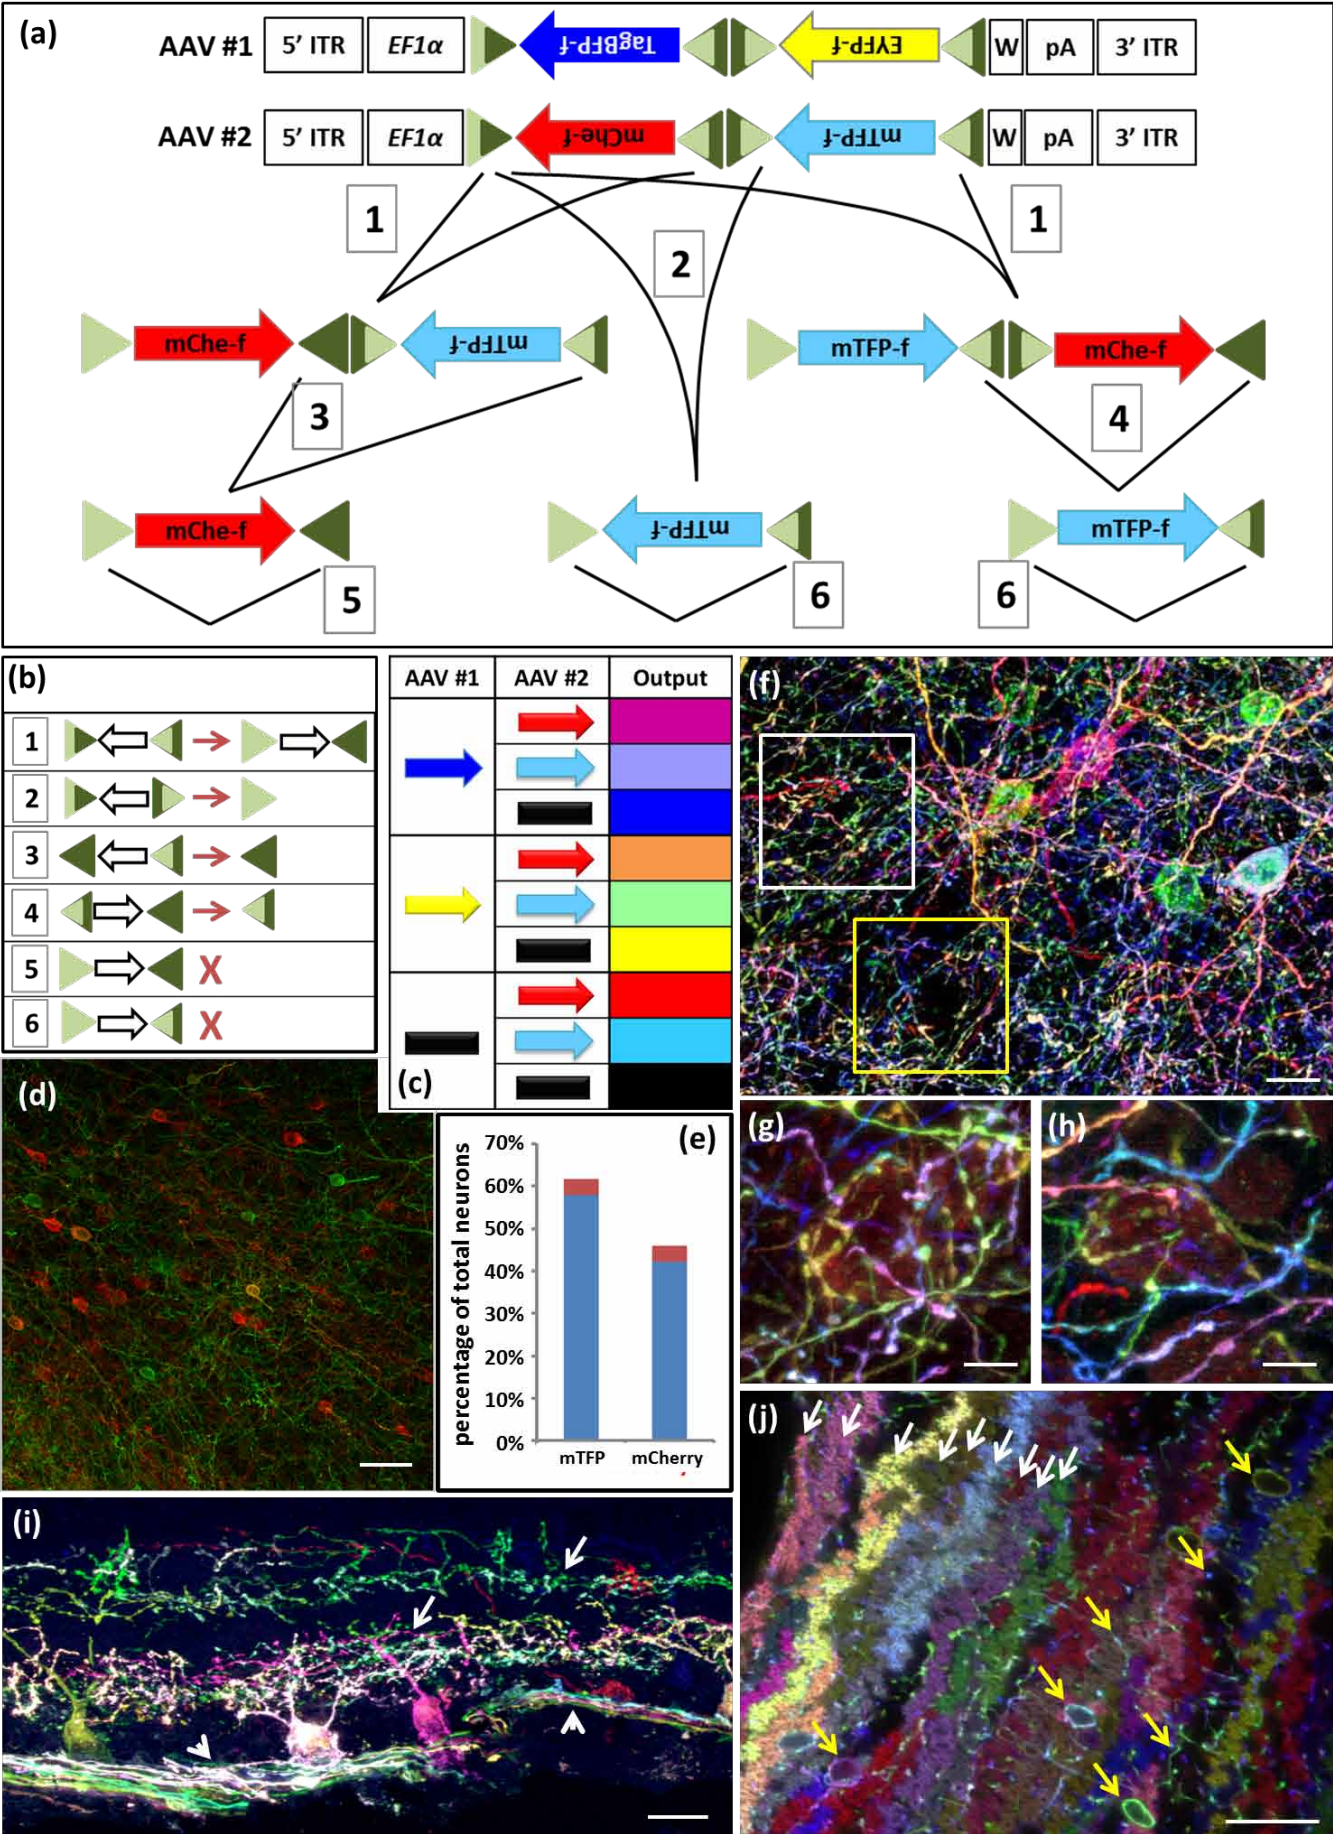 (a)
AAV #1 5’ ITR EF1α TagBFP-f EYFP-f W pA 3’ ITR
AAV #2 5’ ITR EF1α mChe-f mTFP-f W pA 3’ ITR
1 2 1
mChe-f mTFP-f mTFP-f mChe-f
3 4
mChe-f mTFP-f mTFP-f
5 6 6
(b)
1
2
3
4
5 X
6 X
AAV #1 AAV #2 Output
(c)
(d)
(e)
percentage of total neurons
70%
60%
50%
40%
30%
20%
10%
0%
mTFP mCherry
(f)
(g)
(h)
(i)
(j)